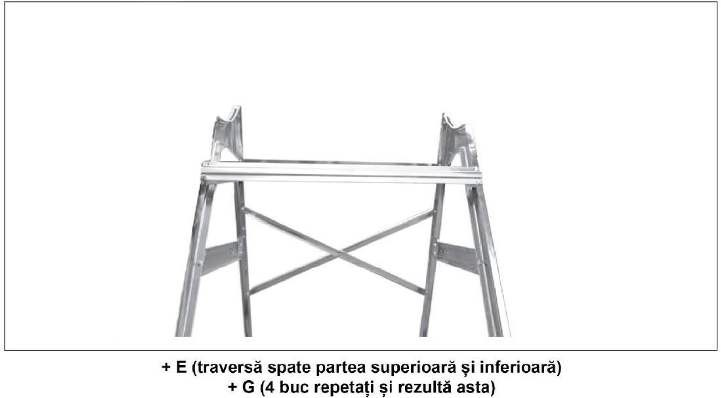 + E (traversă spate partea superioară și inferioară)
+ G (4 buc repetați și rezultă asta)